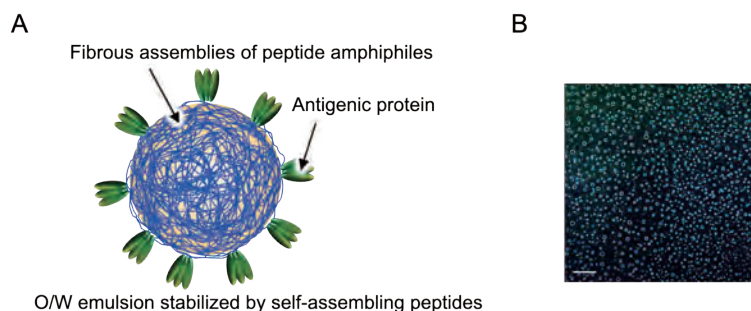 A
B
Fibrous assemblies of peptide amphiphiles
Antigenic protein
O/W emulsion stabilized by self-assembling peptides